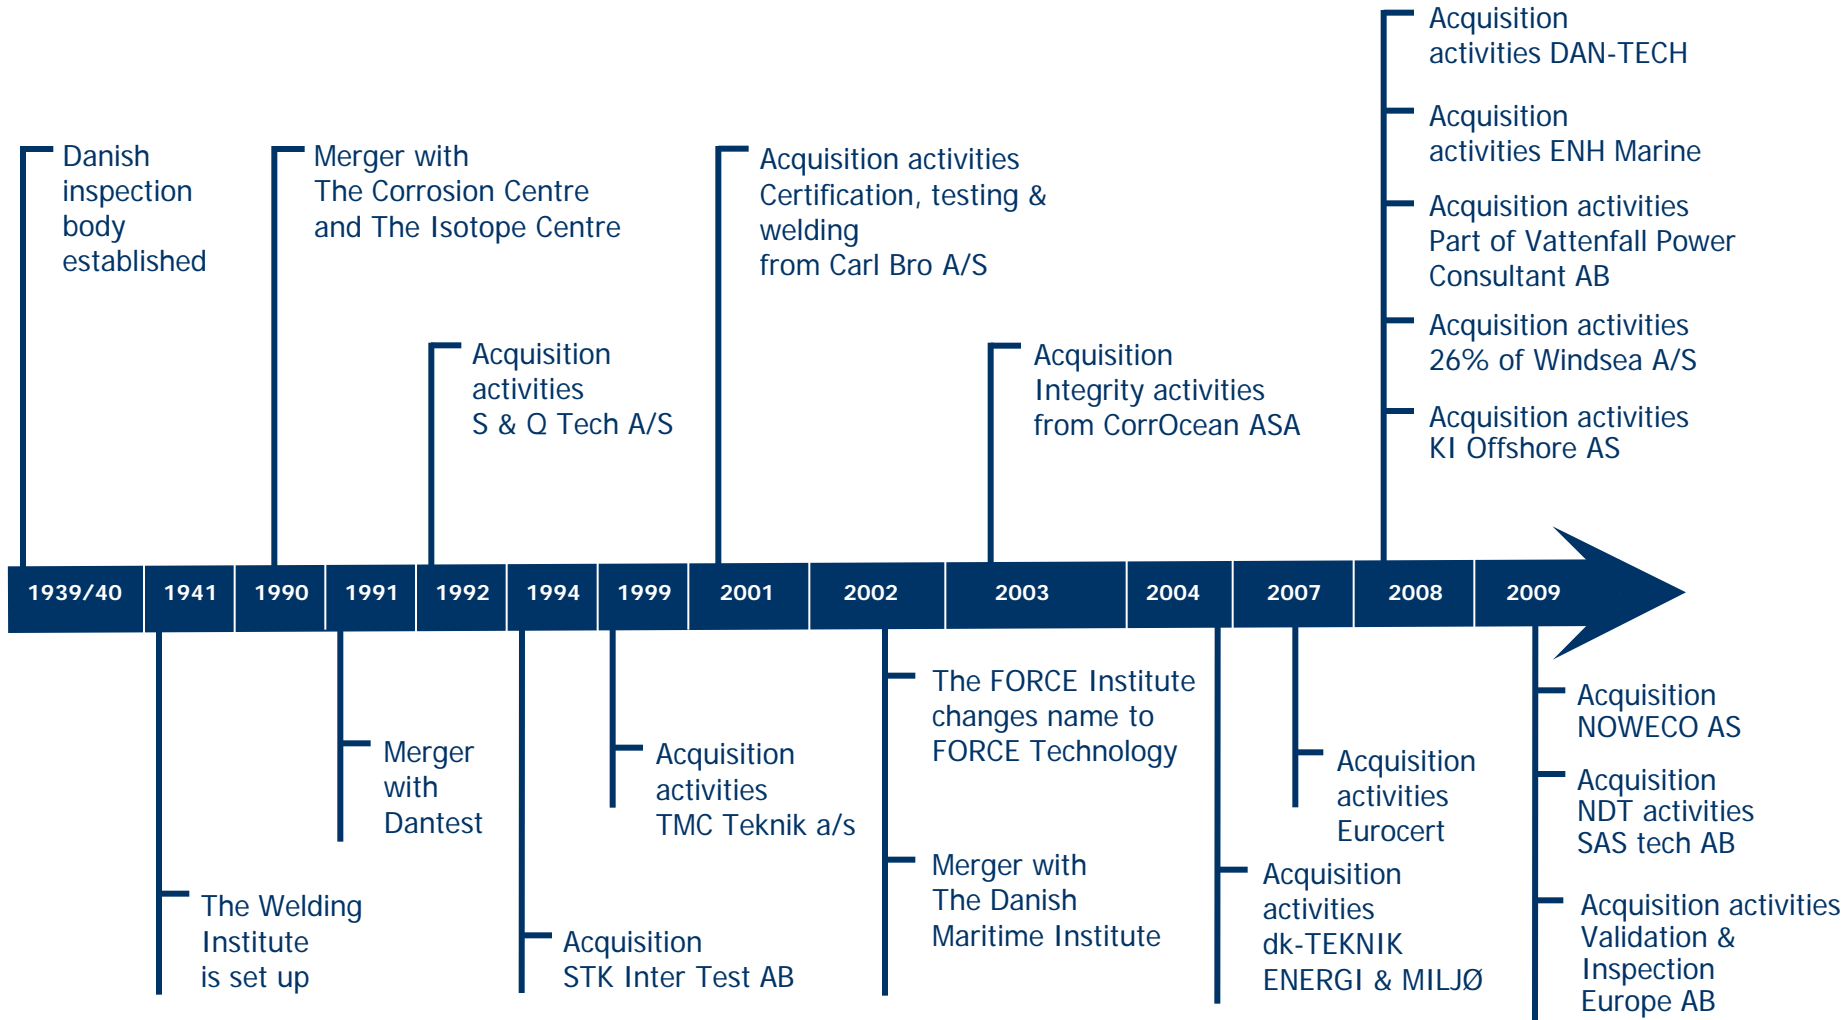 Acquisition
activities DAN-TECH
Acquisition
activities ENH Marine
Acquisition activities
Part of Vattenfall Power
Consultant AB
Acquisition activities
26% of Windsea A/S
Acquisition activities
KI Offshore AS
Danish
inspection
body
established
Merger with
The Corrosion Centre
and The Isotope Centre
Acquisition activities
Certification, testing &
welding
from Carl Bro A/S
Acquisition
activities
S & Q Tech A/S
Acquisition
Integrity activities
from CorrOcean ASA
1939/40
1941
1990
1991
1992
1994
1999
2001
2002
2003
2004
2007
2008
2009
The Welding
Institute
is set up
Merger
with
Dantest
Acquisition
STK Inter Test AB
Acquisition
activities
TMC Teknik a/s
The FORCE Institute
changes name to
FORCE Technology
Merger with
The Danish
Maritime Institute
Acquisition
activities
dk-TEKNIK
ENERGI & MILJØ
Acquisition
activities
Eurocert
Acquisition
NOWECO AS
Acquisition
NDT activities
SAS tech AB
Acquisition activities
Validation &
Inspection
Europe AB